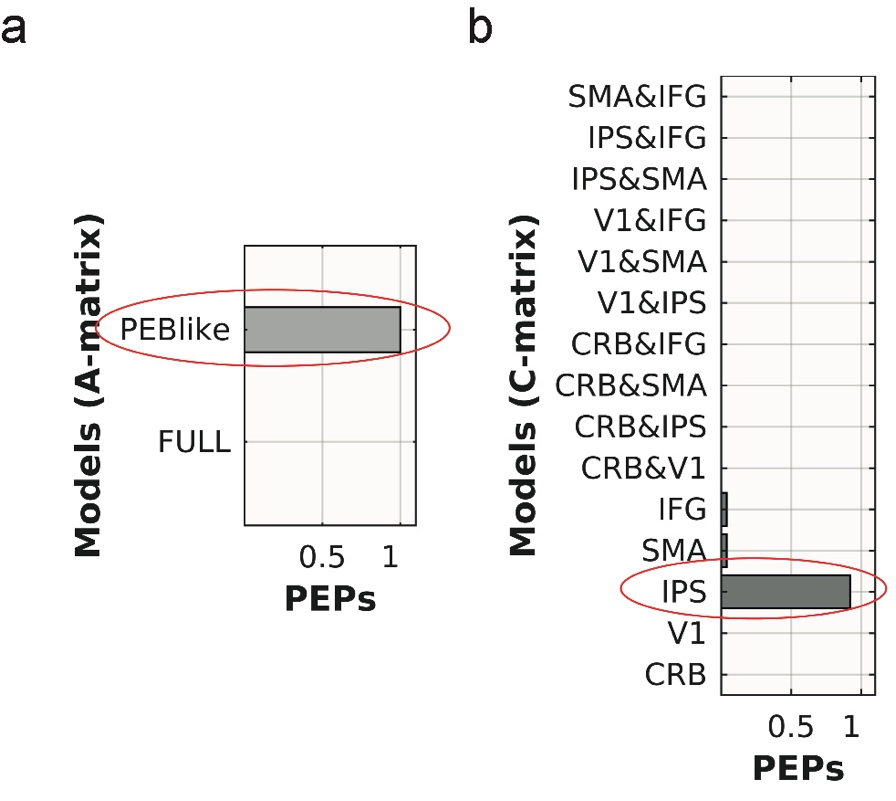 a
Models (A-matrix)
PEBlike
FULL
0.5 1
PEPs
b
Models (C-matrix)
SMA&IFG
IPS&IFG
IPS&SMA
V1&IFG
V1&SMA
V1&IPS
CRB&IFG
CRB&SMA
CRB&IPS
CRB&V1
IFG
SMA
IPS
V1
CRB
0.5 1
PEPs